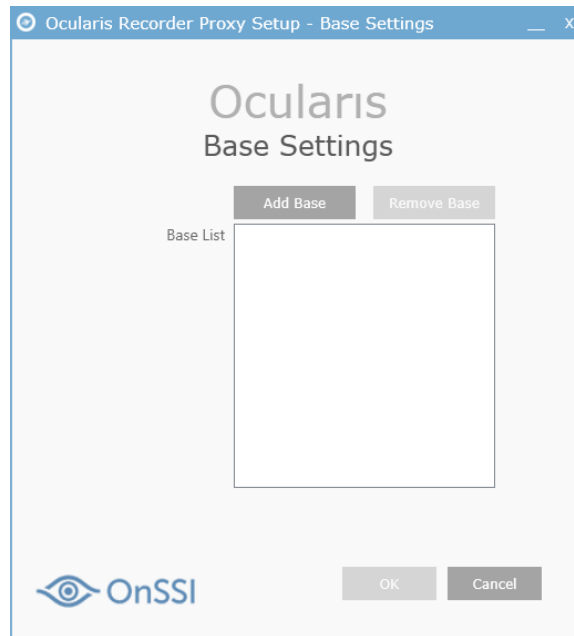 Ocularis Recorder Proxy Setup - Base Settings
Ocularis
Base Settings
Add Base Remove Base
Base List
OK Cancel
OnSSI